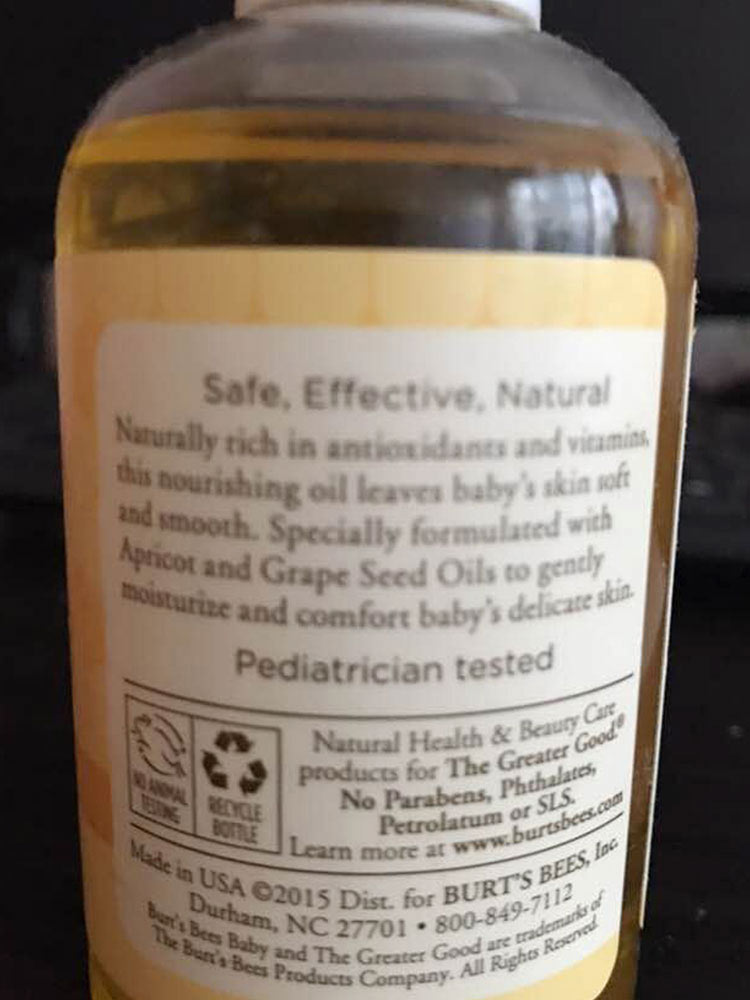 Safe, Effective, Natural
Naturally rich in antioxidants and vitamins,
this nourishing oil leaves baby's skin soft
and smooth. Specially formulated with
Apricot and Grape Seed Oils to gently
moisturize and comfort baby's delicate skin.
Pediatrician tested
NO ANIMAL
TESTING
RECYCLE
BOTTLE
Natural Health & Beauty Care
products for The Greater Good®
No Parabens, Phthalates,
Petrolatum or SLS.
Learn more at www.burtsbees.com
Made in USA ©2015 Dist. for BURT'S BEES, Inc.
Durham, NC 27701 • 800-849-7112
Burt's Bees Baby and The Greater Good are trademarks of
The Burt's Bees Products Company. All Rights Reserved.